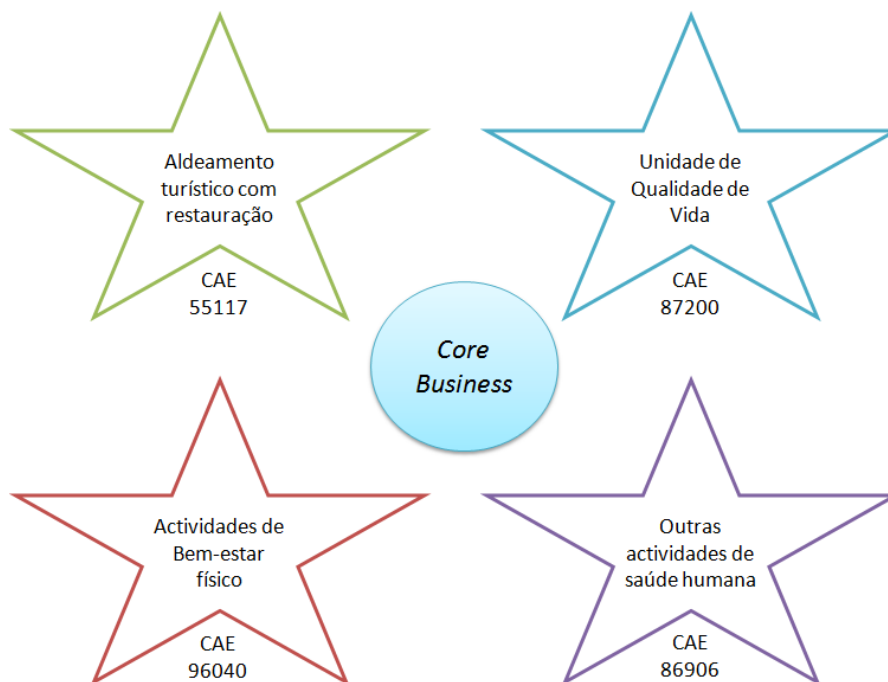 Aldeamento
turístico com
restauração
CAE
55117
Unidade de
Qualidade de
Vida
CAE
87200
Core
Business
Actividades de
Bem-estar
físico
CAE
96040
Outras
actividades de
saúde humana
CAE
86906